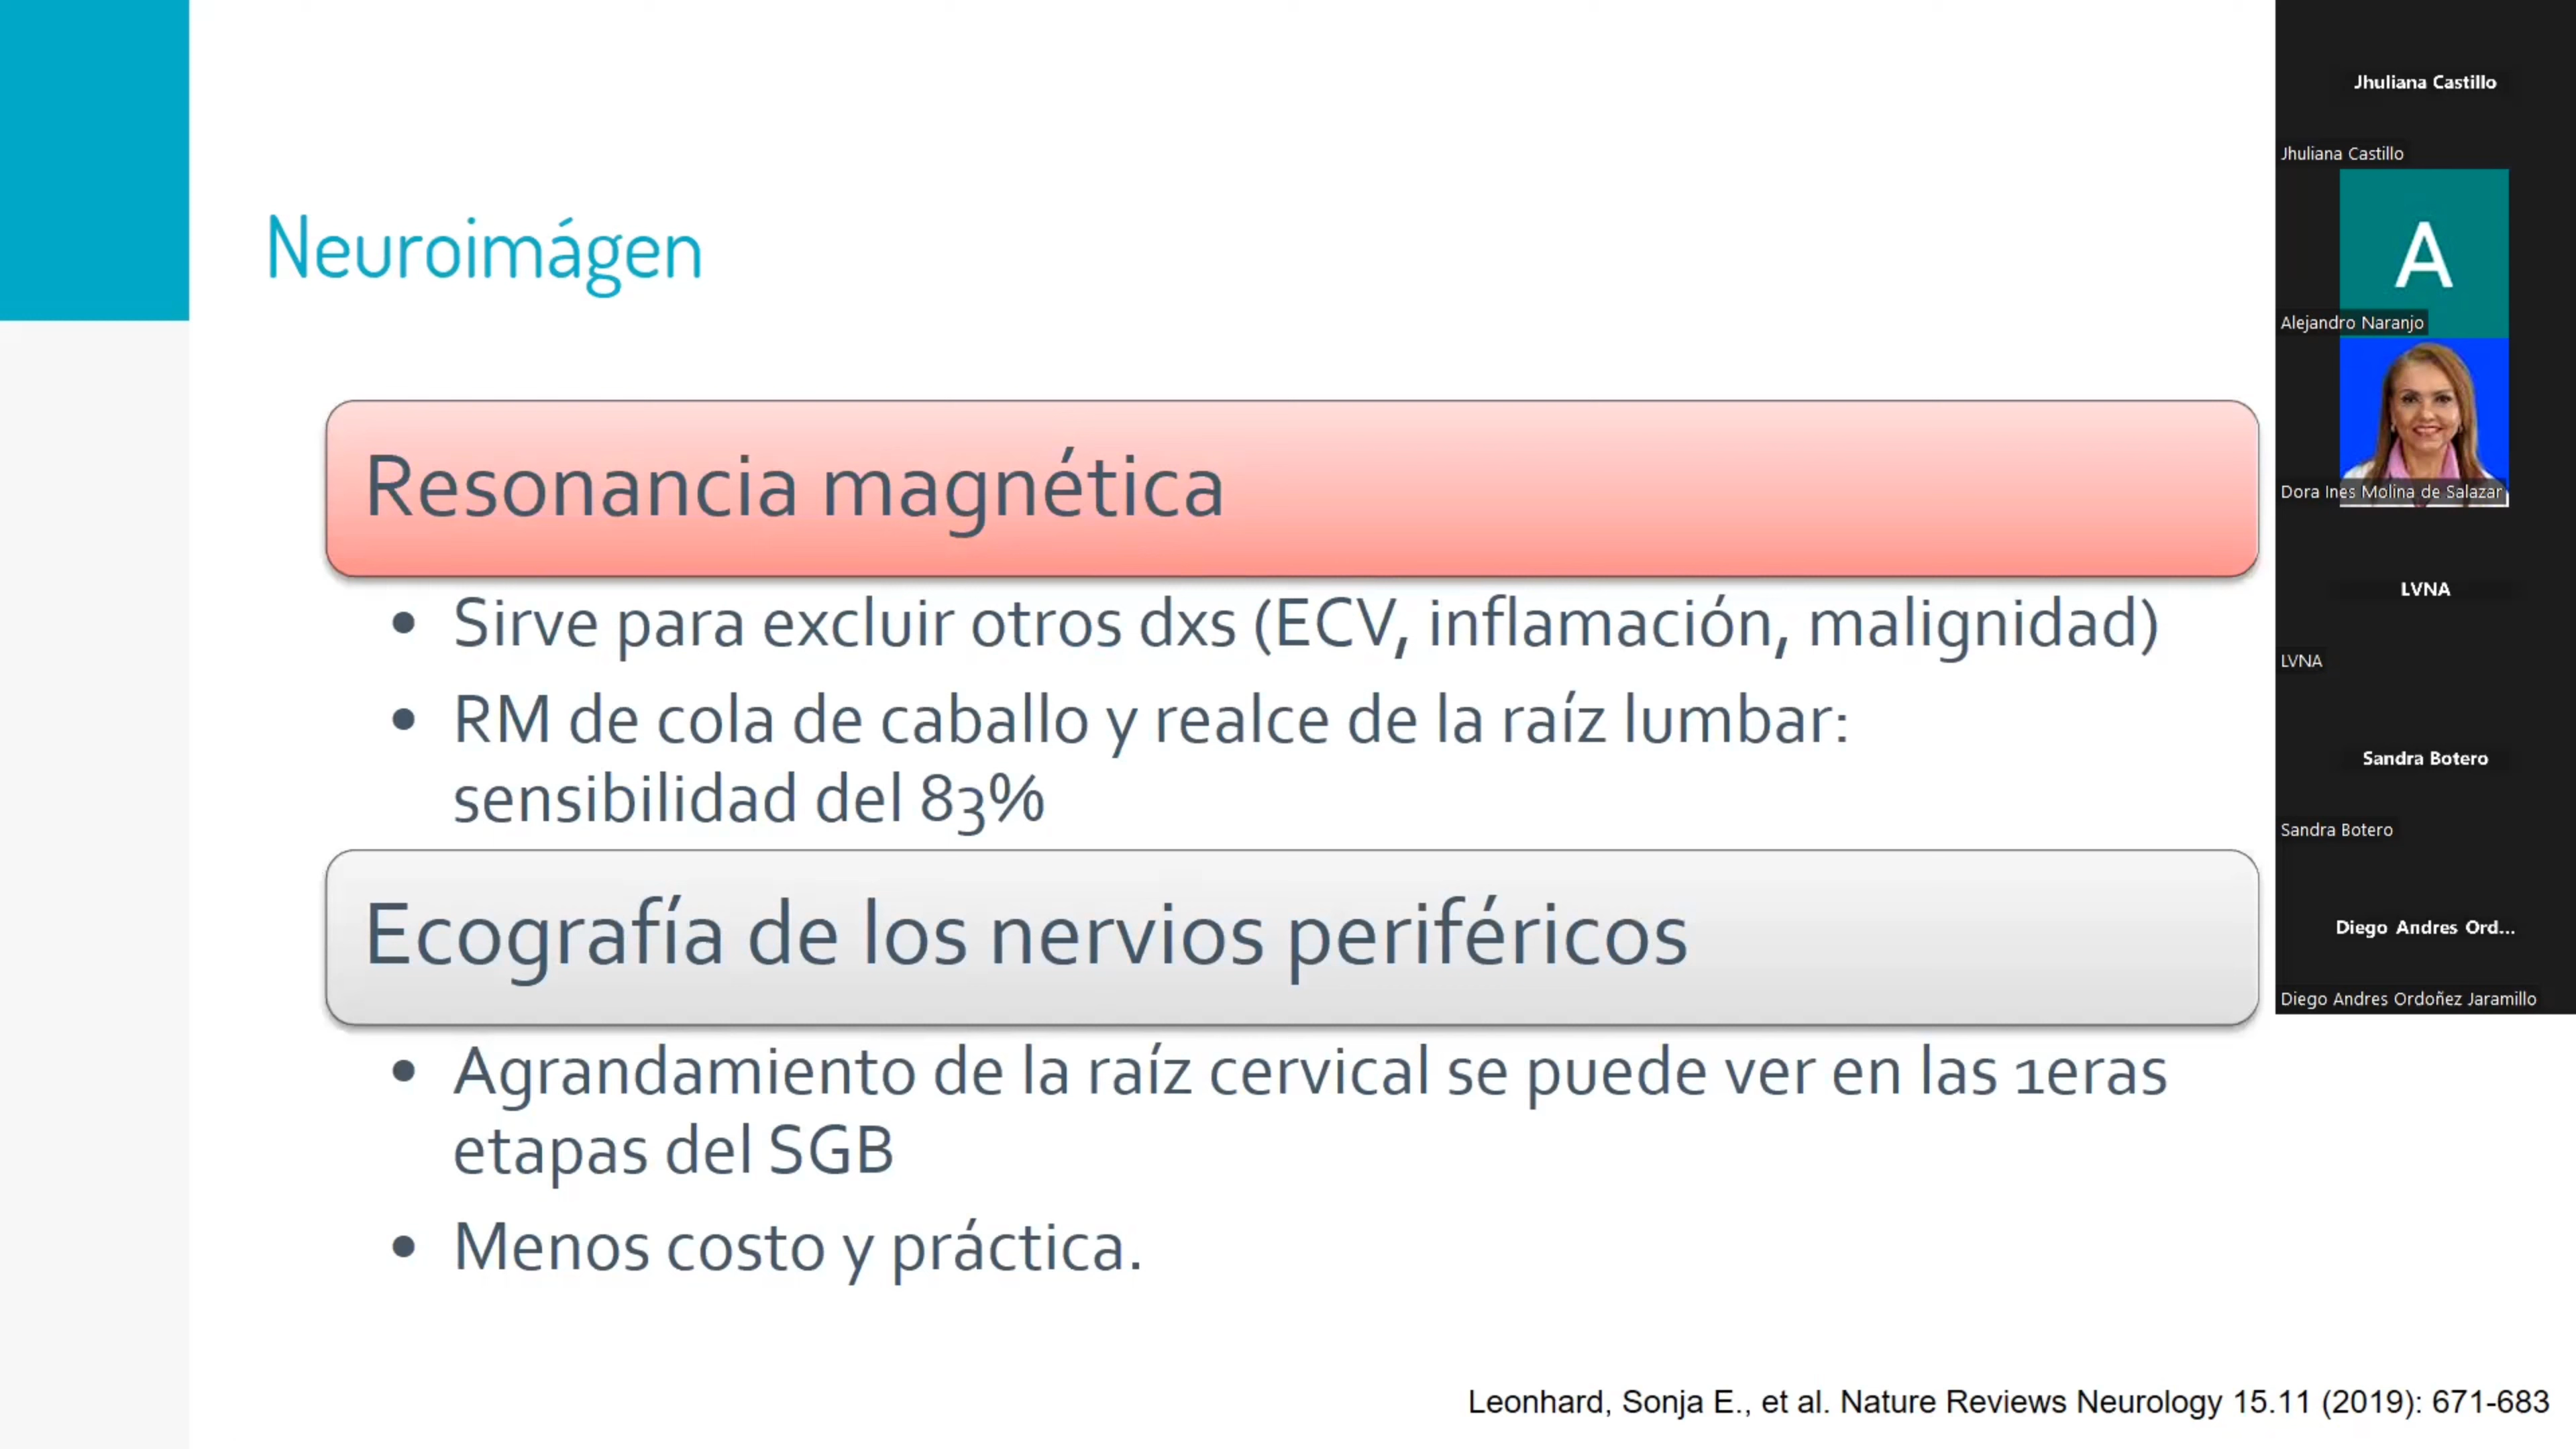 Neuroimágen
Resonancia magnética
• Sirve para excluir otros dxs (ECV, inflamación, malignidad)
• RM de cola de caballo y realce de la raíz lumbar:
sensibilidad del 83%
Ecografía de los nervios periféricos
• Agrandamiento de la raíz cervical se puede ver en las 1eras
etapas del SGB
• Menos costo y práctica.
Leonhard, Sonja E., et al. Nature Reviews Neurology 15.11 (2019): 671-683
Jhuliana Castillo
Jhuliana Castillo
A
Alejandro Naranjo
Dora Ines Molina de Salazar
LVNA
LVNA
Sandra Botero
Sandra Botero
Diego Andres Ord...
Diego Andres Ordoñez Jaramillo